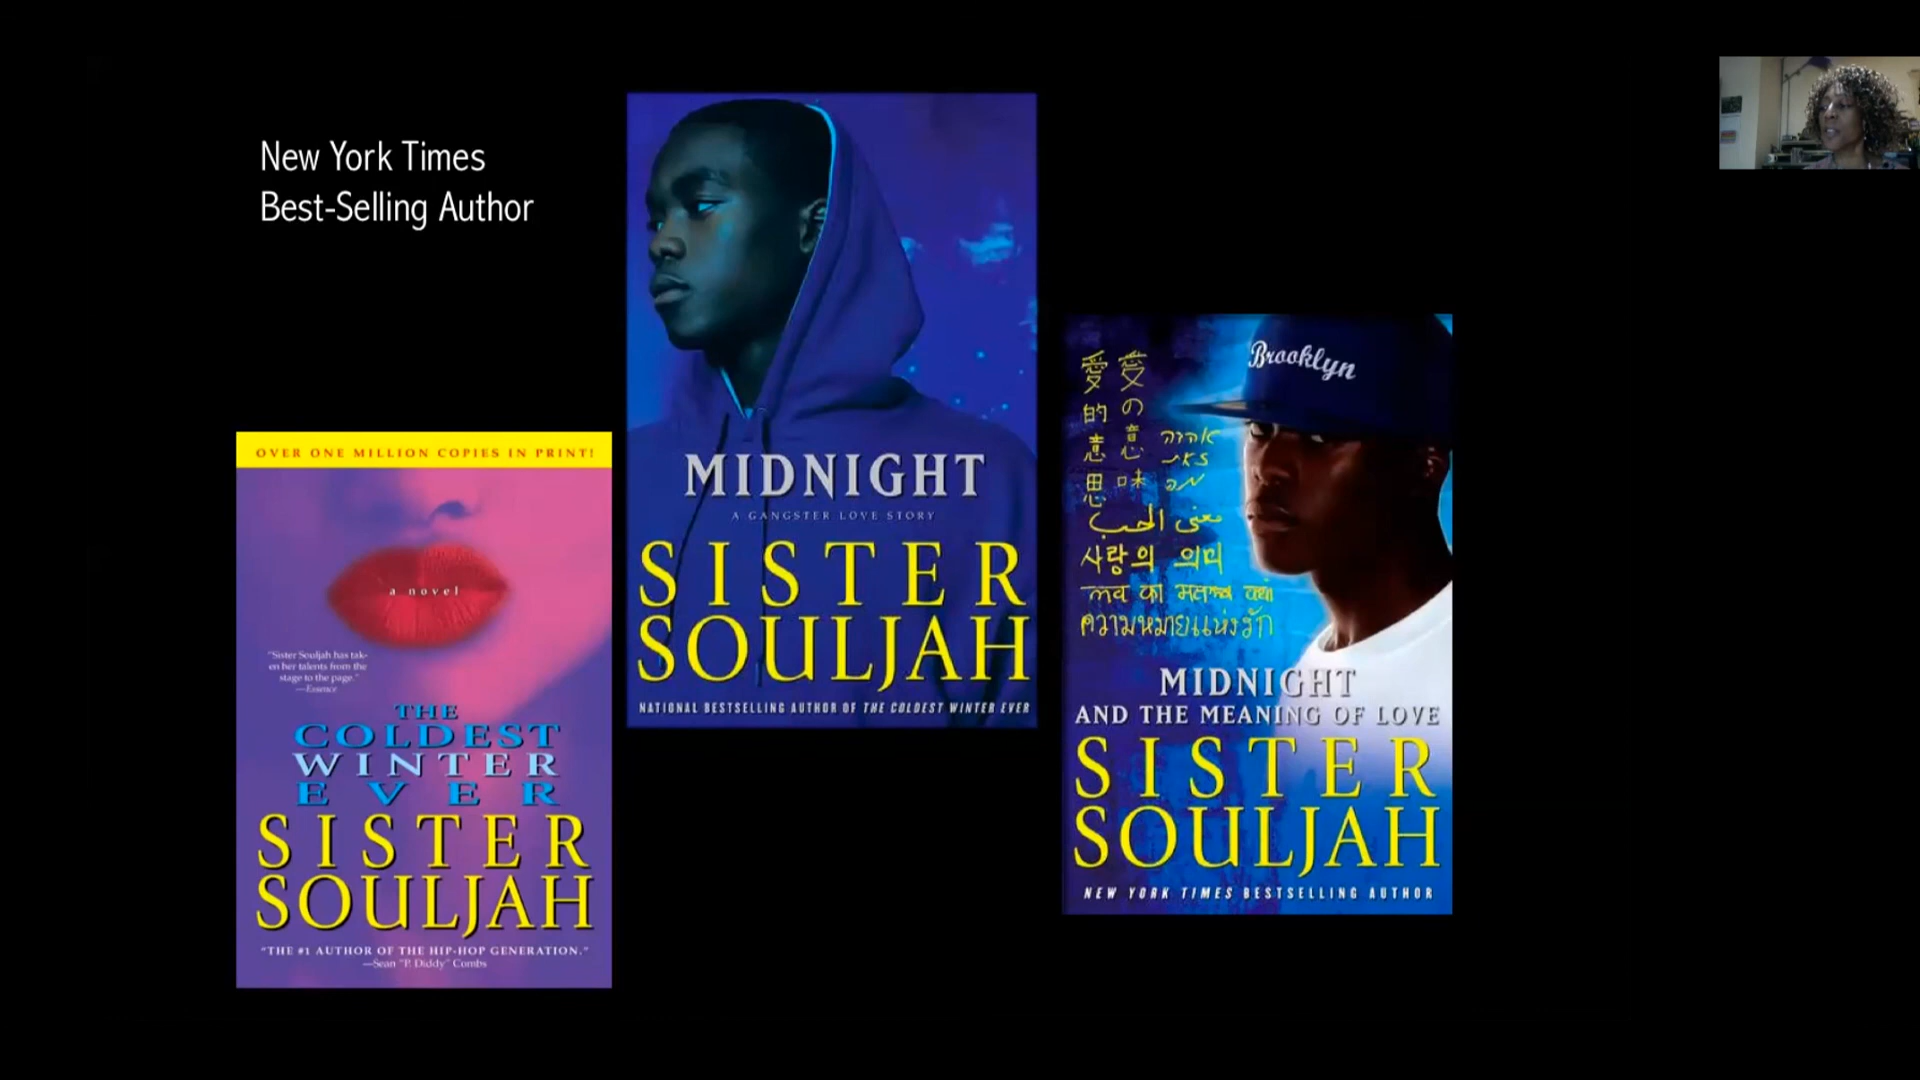 New York Times
Best-Selling Author
OVER ONE MILLION COPIES IN PRINT!
a novel
"Sister Souljah has tak-
en her talents from the
stage to the page."
—Essence
THE
COLDEST
WINTER
EVER
SISTER
SOULJAH
"THE #1 AUTHOR OF THE HIP-HOP GENERATION."
—Sean "P. Diddy" Combs
MIDNIGHT
A GANGSTER LOVE STORY
SISTER
SOULJAH
NATIONAL BESTSELLING AUTHOR OF THE COLDEST WINTER EVER
Brooklyn
愛的意思
愛の意味
אהבה
معنى الحب
사랑의 의미
ความหมายแห่งรัก
MIDNIGHT
AND THE MEANING OF LOVE
SISTER
SOULJAH
NEW YORK TIMES BESTSELLING AUTHOR